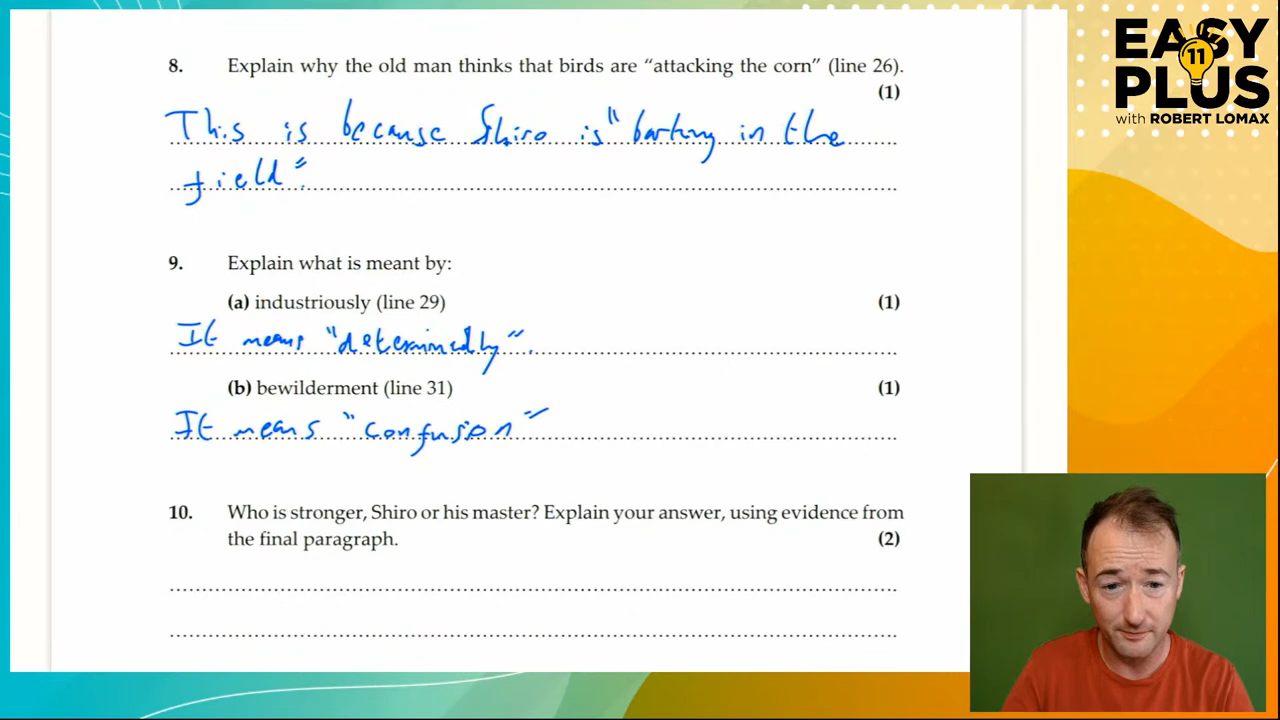 8. Explain why the old man thinks that birds are “attacking the corn” (line 26).
(1)
This is because Shiro is "barking in the
field".
9. Explain what is meant by:
(a) industriously (line 29) (1)
It means "determinedly".
(b) bewilderment (line 31) (1)
It means "confusion"
10. Who is stronger, Shiro or his master? Explain your answer, using evidence from
the final paragraph. (2)
EASY
11
PLUS
with ROBERT LOMAX